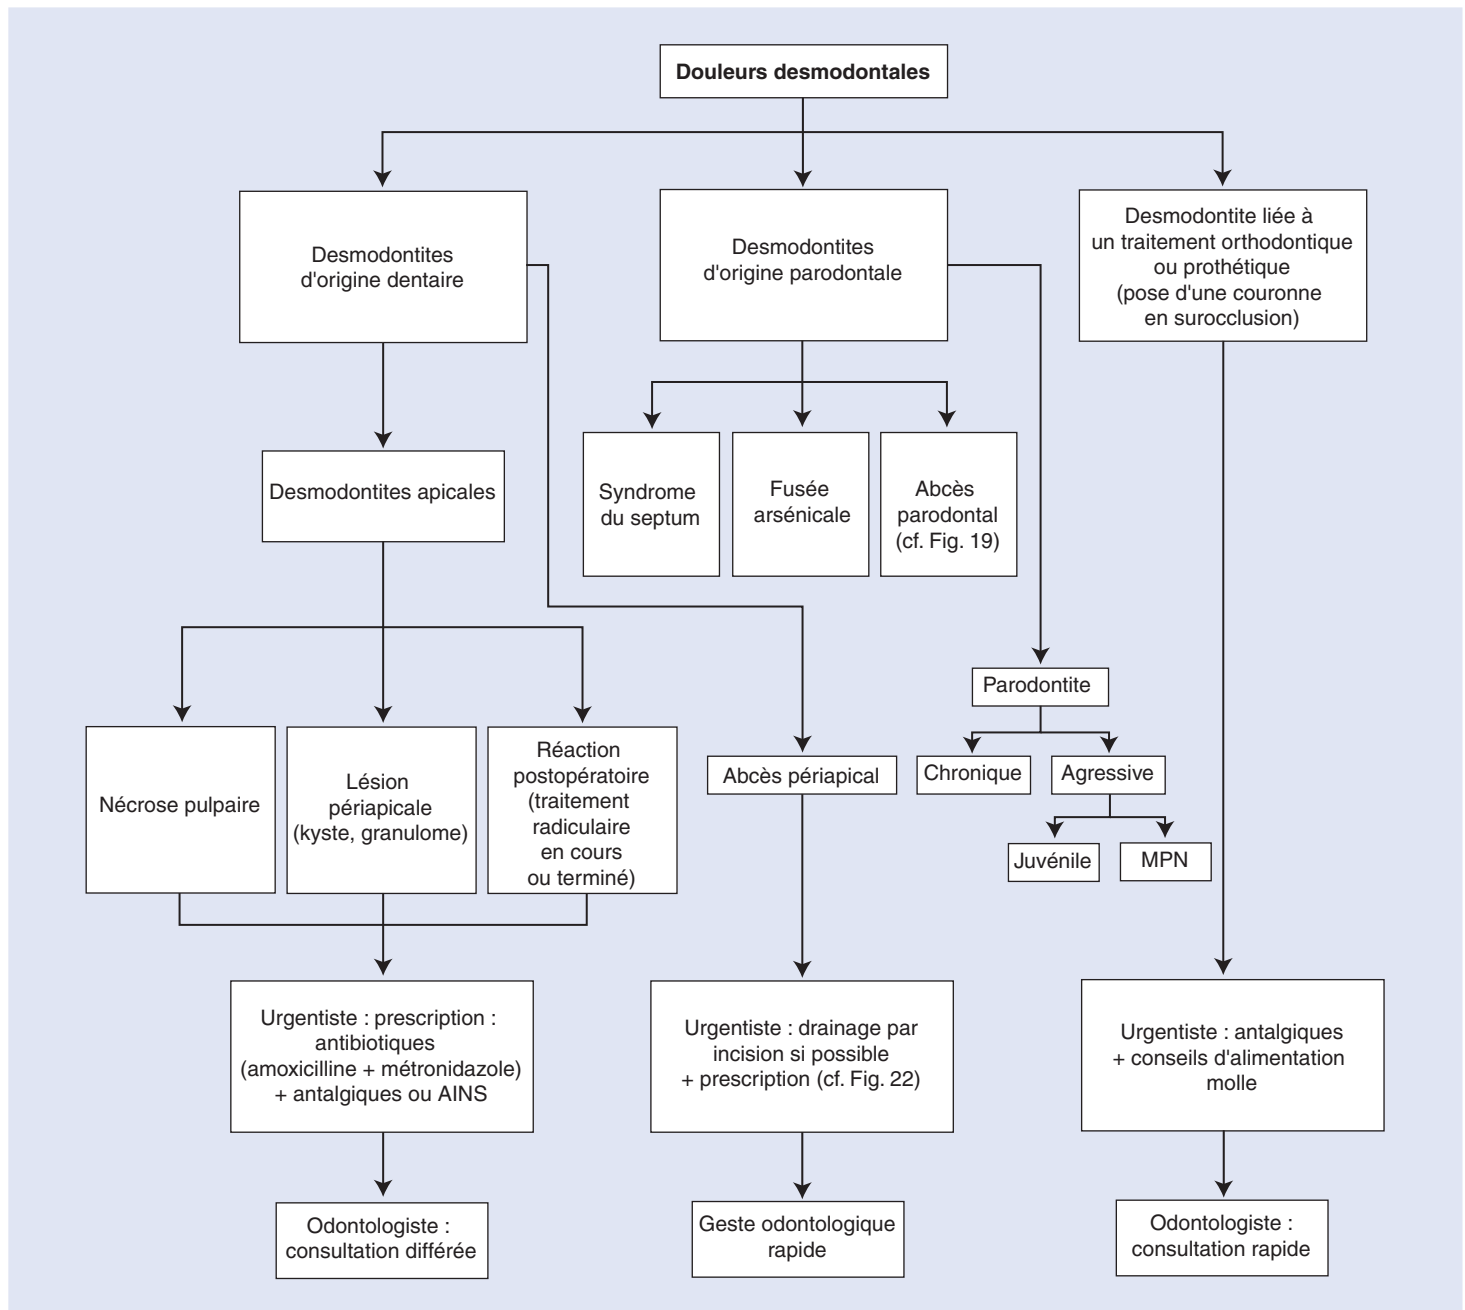 Douleurs desmodontales
Desmodontites
d'origine dentaire
Desmodontites
d'origine parodontale
Desmodontite liée à
un traitement orthodontique
ou prothétique
(pose d'une couronne
en surocclusion)
Desmodontites apicales
Syndrome
du septum
Fusée
arsénicale
Abcès
parodontal
(cf. Fig. 19)
Parodontite
Chronique
Agressive
Juvénile
MPN
Nécrose pulpaire
Lésion
périapicale
(kyste, granulome)
Réaction
postopératoire
(traitement
radiculaire
en cours
ou terminé)
Abcès périapical
Urgentiste : prescription :
antibiotiques
(amoxicilline + métronidazole)
+ antalgiques ou AINS
Urgentiste : drainage par
incision si possible
+ prescription (cf. Fig. 22)
Urgentiste : antalgiques
+ conseils d'alimentation
molle
Odontologiste :
consultation différée
Geste odontologique
rapide
Odontologiste :
consultation rapide